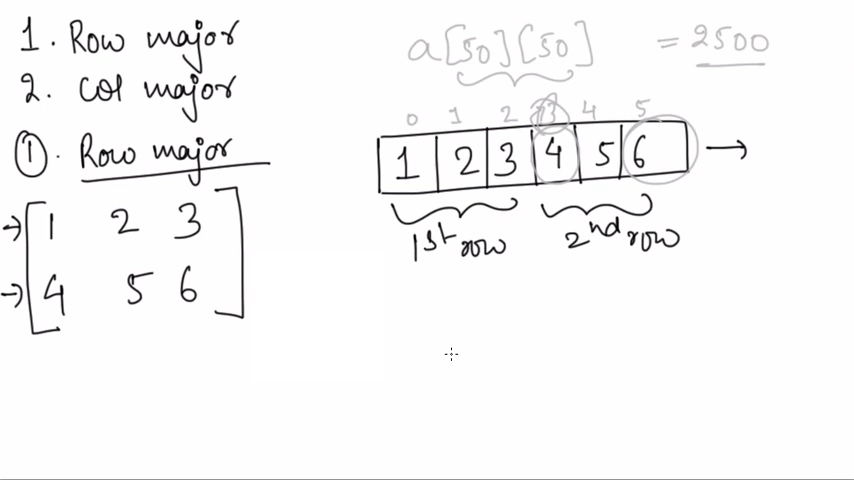 1. Row major
2. Col major
① . Row major
→ [ 1 2 3
→ 4 5 6 ]
a[50][50] = 2500
0 1 2 3 4 5
1 2 3 4 5 6 →
1st row 2nd row